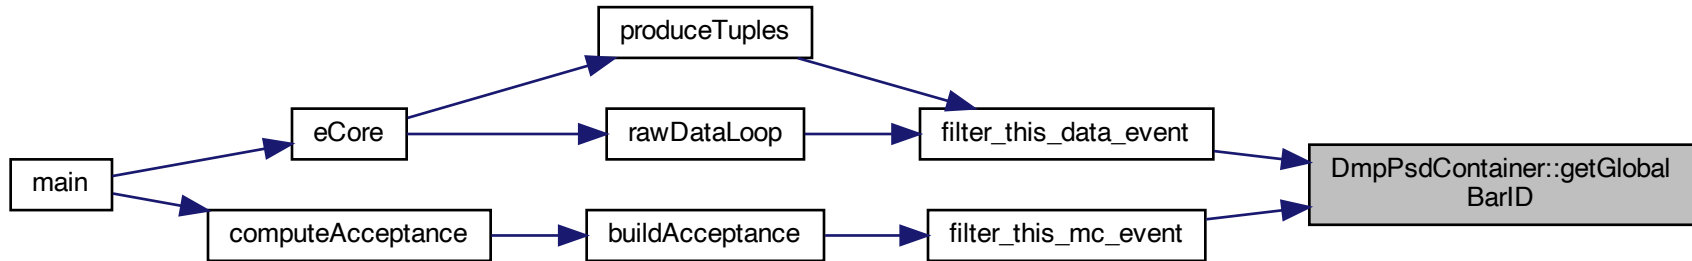 produceTuples
eCore
rawDataLoop
filter_this_data_event
main
DmpPsdContainer::getGlobal
BarID
computeAcceptance
buildAcceptance
filter_this_mc_event